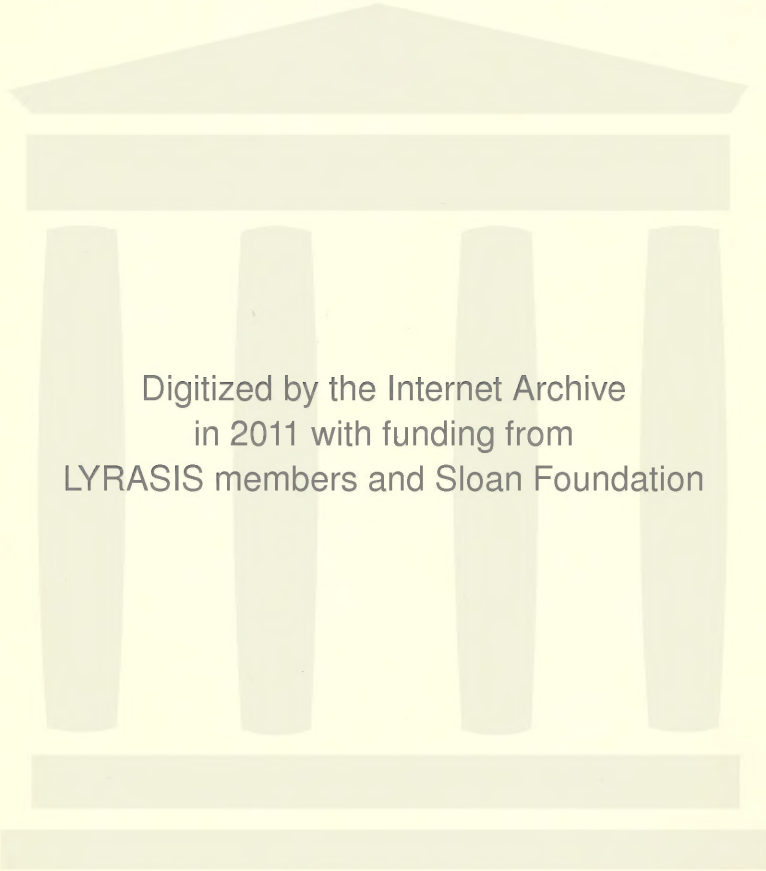 Digitized by the Internet Archive
in 2011 with funding from
LYRASIS members and Sloan Foundation